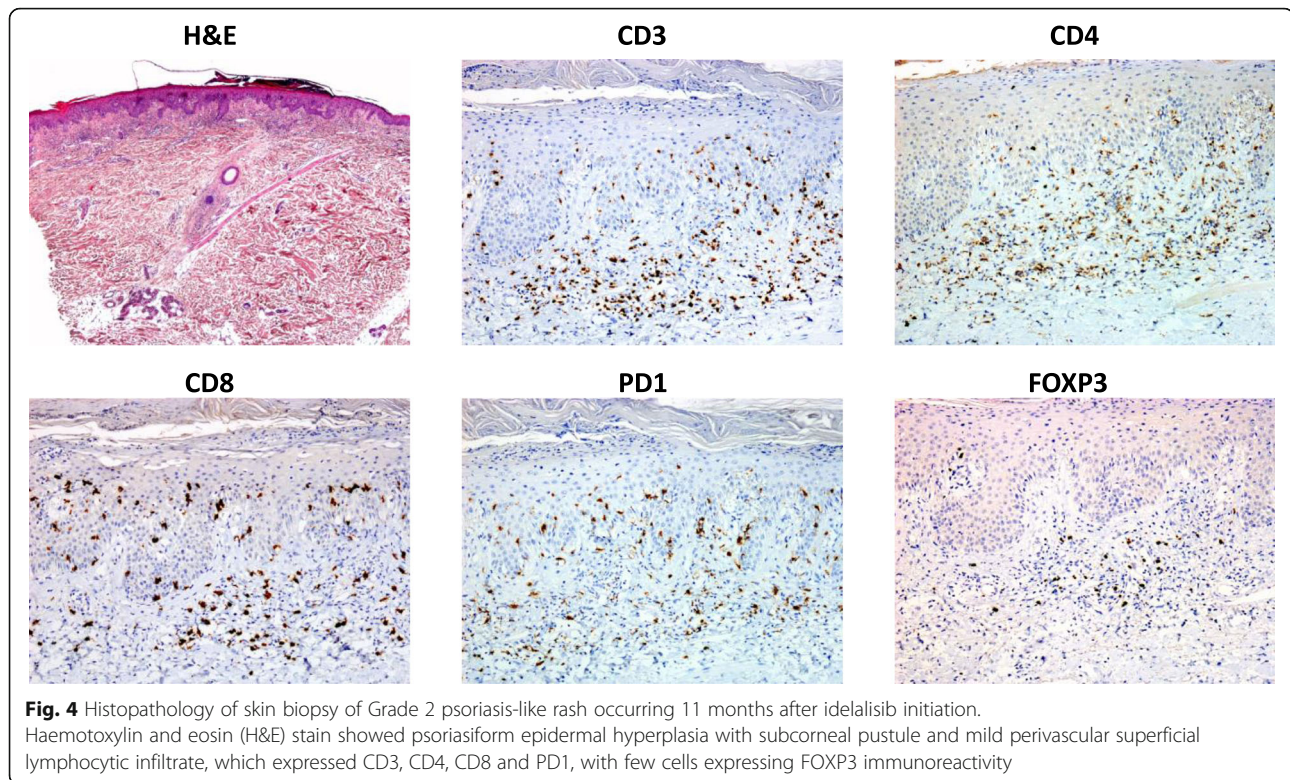 H&E
CD3
CD4
CD8
PD1
FOXP3
Fig. 4 Histopathology of skin biopsy of Grade 2 psoriasis-like rash occurring 11 months after idelalisib initiation.
Haemotoxylin and eosin (H&E) stain showed psoriasiform epidermal hyperplasia with subcorneal pustule and mild perivascular superficial
lymphocytic infiltrate, which expressed CD3, CD4, CD8 and PD1, with few cells expressing FOXP3 immunoreactivity